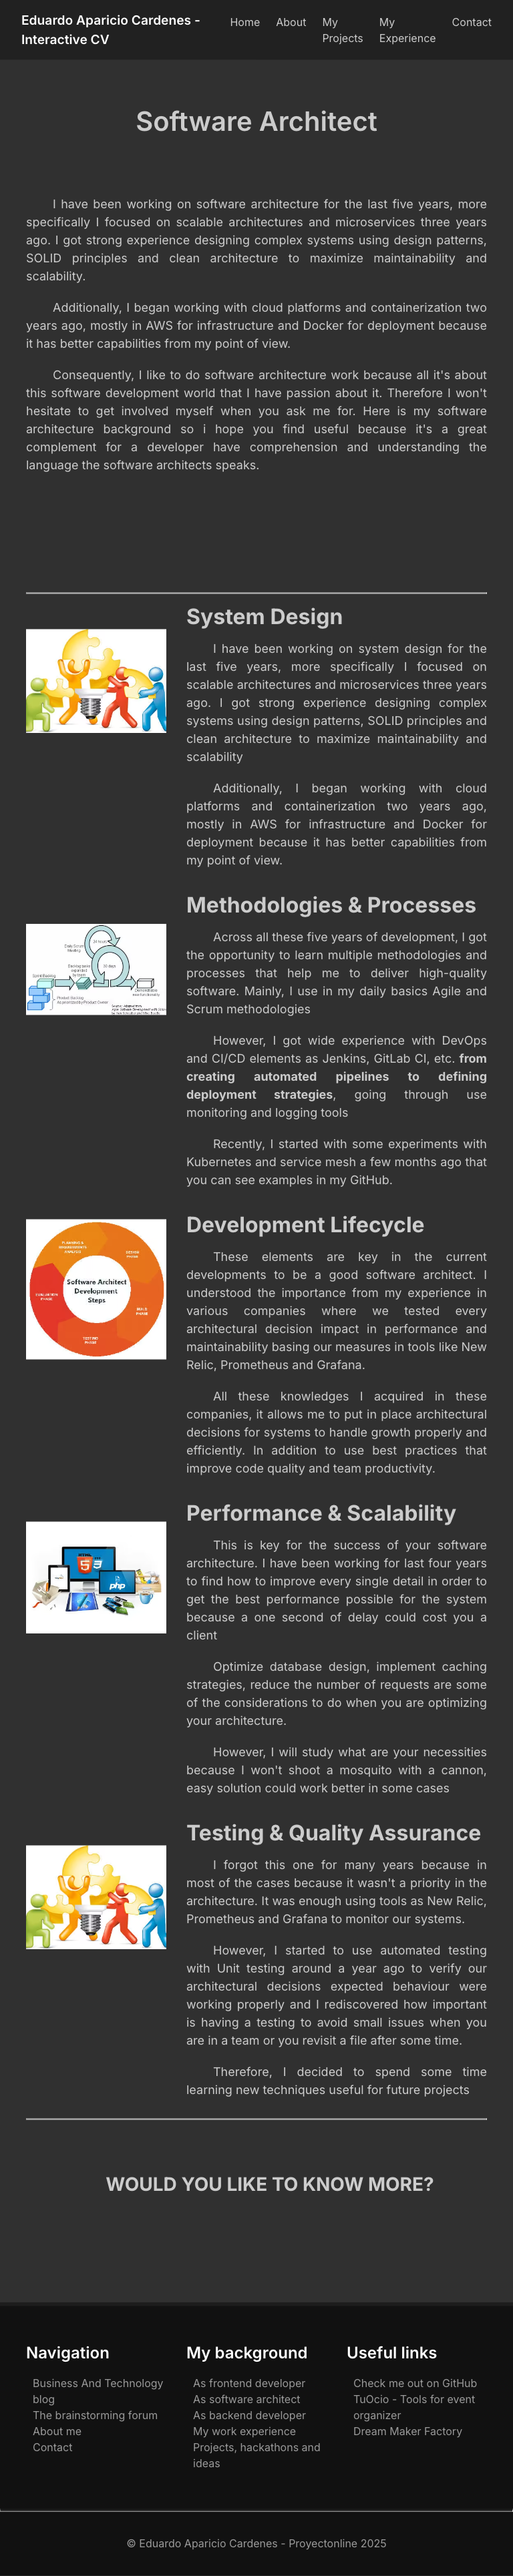 Eduardo Aparicio Cardenes -
Interactive CV
Home
About
My
Projects
My
Experience
Contact
Software Architect
I have been working on software architecture for the last five years, more
specifically I focused on scalable architectures and microservices three years
ago. I got strong experience designing complex systems using design patterns,
SOLID principles and clean architecture to maximize maintainability and
scalability.
Additionally, I began working with cloud platforms and containerization two
years ago, mostly in AWS for infrastructure and Docker for deployment because
it has better capabilities from my point of view.
Consequently, I like to do software architecture work because all it's about
this software development world that I have passion about it. Therefore I won't
hesitate to get involved myself when you ask me for. Here is my software
architecture background so i hope you find useful because it's a great
complement for a developer have comprehension and understanding the
language the software architects speaks.
System Design
I have been working on system design for the
last five years, more specifically I focused on
scalable architectures and microservices three years
ago. I got strong experience designing complex
systems using design patterns, SOLID principles and
clean architecture to maximize maintainability and
scalability
Additionally, I began working with cloud
platforms and containerization two years ago,
mostly in AWS for infrastructure and Docker for
deployment because it has better capabilities from
my point of view.
Methodologies & Processes
Across all these five years of development, I got
the opportunity to learn multiple methodologies and
processes that help me to deliver high-quality
software. Mainly, I use in my daily basics Agile and
Scrum methodologies
However, I got wide experience with DevOps
and CI/CD elements as Jenkins, GitLab CI, etc. from
creating automated pipelines to defining
deployment strategies, going through use
monitoring and logging tools
Recently, I started with some experiments with
Kubernetes and service mesh a few months ago that
you can see examples in my GitHub.
Development Lifecycle
Software Architect
Development
Steps
DESIGN
PHASE
BUILD
PHASE
TESTING
PHASE
EVALUATION
PHASE
These elements are key in the current
developments to be a good software architect. I
understood the importance from my experience in
various companies where we tested every
architectural decision impact in performance and
maintainability basing our measures in tools like New
Relic, Prometheus and Grafana.
All these knowledges I acquired in these
companies, it allows me to put in place architectural
decisions for systems to handle growth properly and
efficiently. In addition to use best practices that
improve code quality and team productivity.
Performance & Scalability
HTML
5
php
This is key for the success of your software
architecture. I have been working for last four years
to find how to improve every single detail in order to
get the best performance possible for the system
because a one second of delay could cost you a
client
Optimize database design, implement caching
strategies, reduce the number of requests are some
of the considerations to do when you are optimizing
your architecture.
However, I will study what are your necessities
because I won't shoot a mosquito with a cannon,
easy solution could work better in some cases
Testing & Quality Assurance
I forgot this one for many years because in
most of the cases because it wasn't a priority in the
architecture. It was enough using tools as New Relic,
Prometheus and Grafana to monitor our systems.
However, I started to use automated testing
with Unit testing around a year ago to verify our
architectural decisions expected behaviour were
working properly and I rediscovered how important
is having a testing to avoid small issues when you
are in a team or you revisit a file after some time.
Therefore, I decided to spend some time
learning new techniques useful for future projects
WOULD YOU LIKE TO KNOW MORE?
Navigation
Business And Technology
blog
The brainstorming forum
About me
Contact
My background
As frontend developer
As software architect
As backend developer
My work experience
Projects, hackathons and
ideas
Useful links
Check me out on GitHub
TuOcio - Tools for event
organizer
Dream Maker Factory
© Eduardo Aparicio Cardenes - Proyectonline 2025